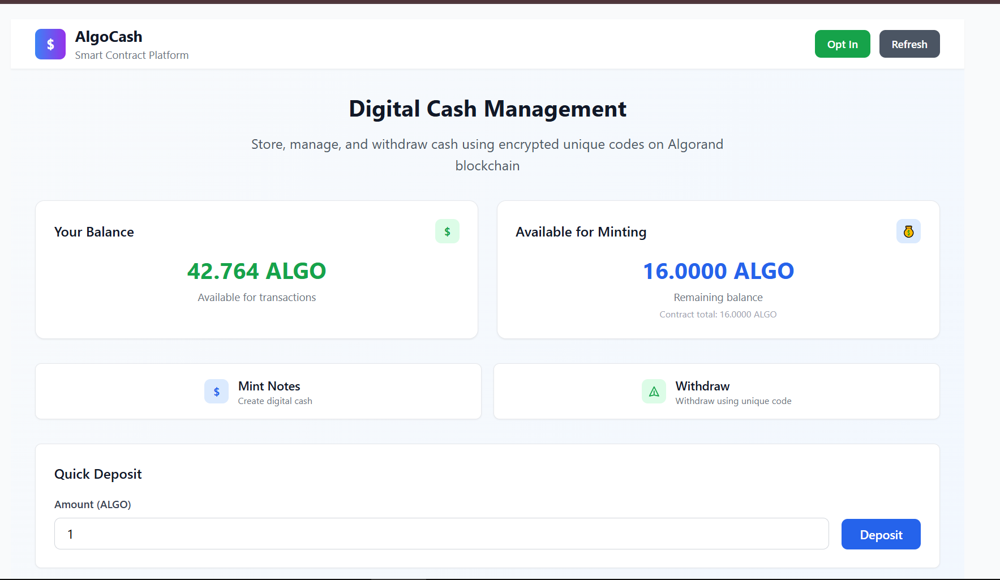 $
AlgoCash
Smart Contract Platform
Opt In
Refresh
Digital Cash Management
Store, manage, and withdraw cash using encrypted unique codes on Algorand
blockchain
Your Balance
$
42.764 ALGO
Available for transactions
Available for Minting
$
16.0000 ALGO
Remaining balance
Contract total: 16.0000 ALGO
$
Mint Notes
Create digital cash
Withdraw
Withdraw using unique code
Quick Deposit
Amount (ALGO)
1
Deposit